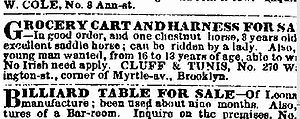 W. COLE, No. 8 Ann-st.
GROCERY CART AND HARNESS FOR SA
—In good order, and one chestnut horse, 8 years old
excellent saddle horse; can be ridden by a lady. Also,
young man wanted, from 16 to 18 years of age, able to w
No Irish need apply. CLUFF & TUNIS, No. 270 W
ington-st., corner of Myrtle-av., Brooklyn.
BILLIARD TABLE FOR SALE—Of Leon
manufacture; been used about nine months. Also,
tures of a Bar-room. Inquire on the premises, No.